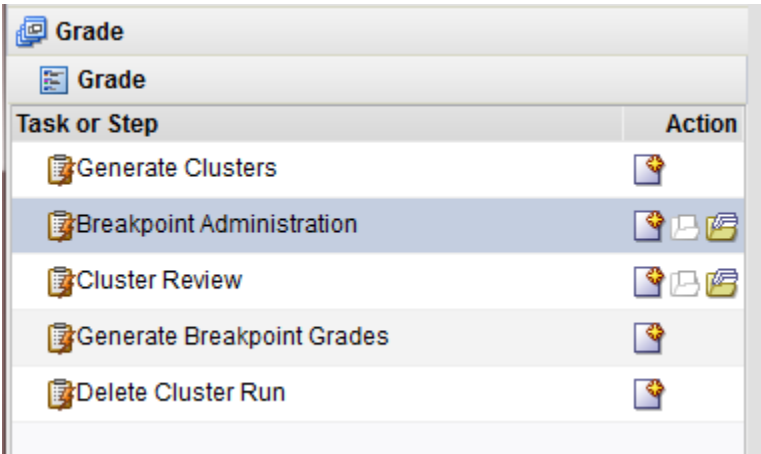 Grade
Grade
Task or Step Action
Generate Clusters
Breakpoint Administration
Cluster Review
Generate Breakpoint Grades
Delete Cluster Run